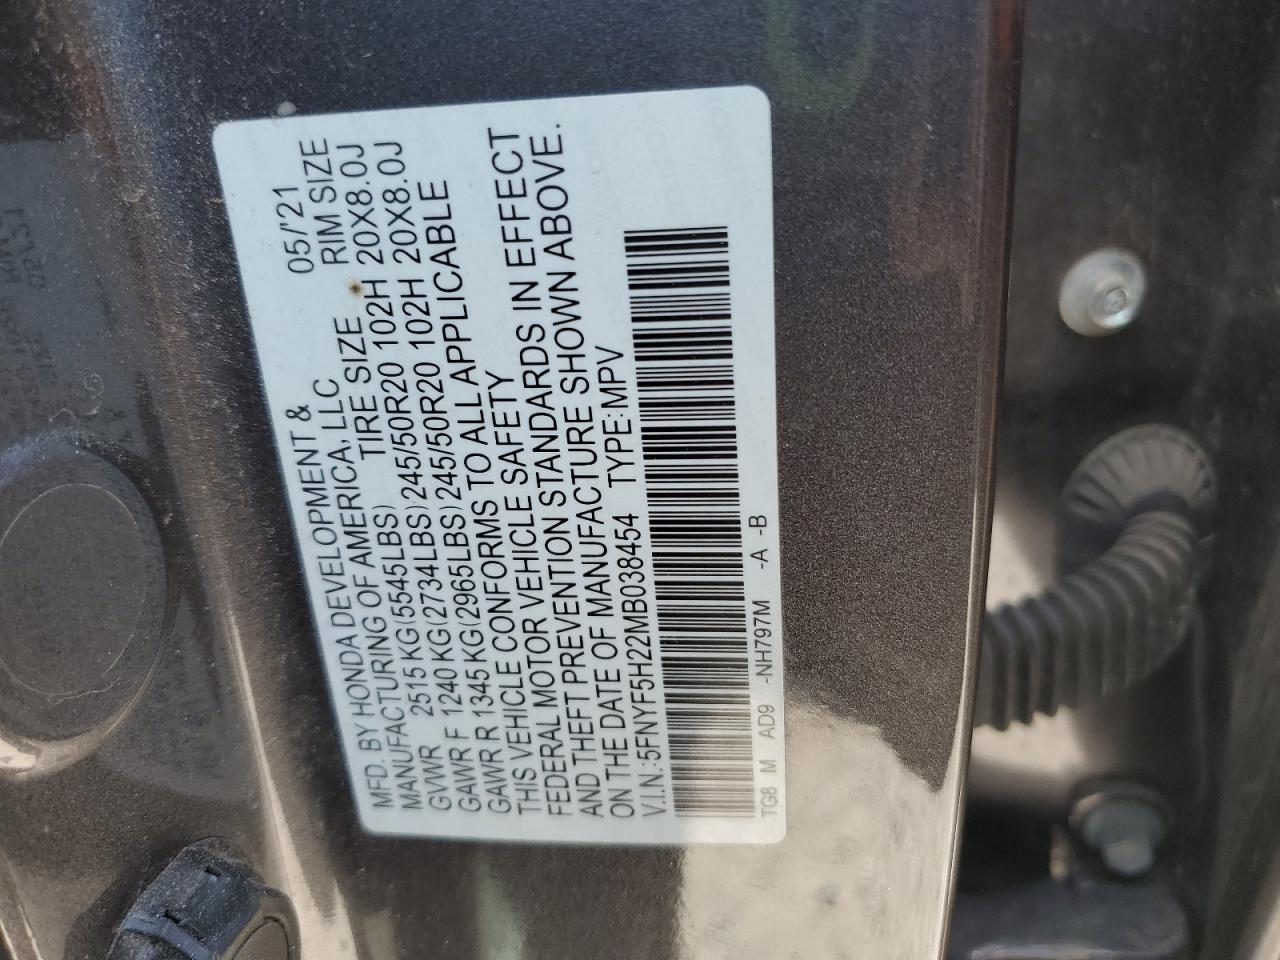 MFD. BY HONDA DEVELOPMENT &
MANUFACTURING OF AMERICA, LLC 05/'21
GVWR 2515 KG(5545LBS) TIRE SIZE RIM SIZE
GAWR F 1240 KG(2734LBS) 245/50R20 102H 20X8.0J
GAWR R 1345 KG(2965LBS) 245/50R20 102H 20X8.0J
THIS VEHICLE CONFORMS TO ALL APPLICABLE
FEDERAL MOTOR VEHICLE SAFETY
AND THEFT PREVENTION STANDARDS IN EFFECT
ON THE DATE OF MANUFACTURE SHOWN ABOVE.
V.I.N.:5FNYF5H22MB038454 TYPE:MPV
TG8 M AD9 -NH797M -A -B